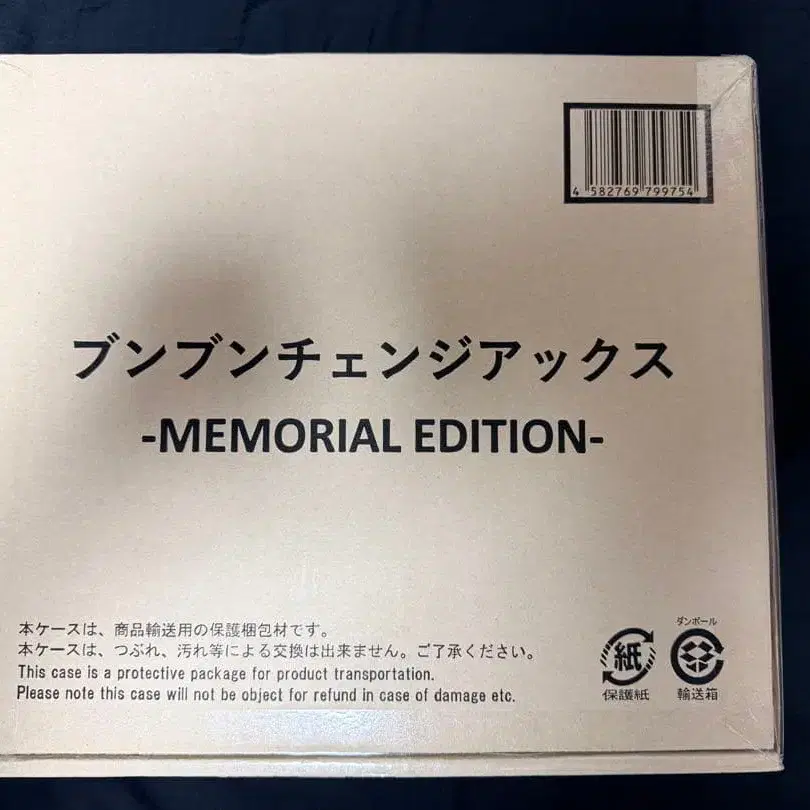 4 582769 799754
ブンブンチェンジアックス
-MEMORIAL EDITION-
本ケースは、商品輸送用の保護梱包材です。
本ケースは、つぶれ、汚れ等による交換は出来ません。ご了承ください。
This case is a protective package for product transportation.
Please note this case will not be object for refund in case of damage etc.
紙
保護紙
ダンボール
輸送箱